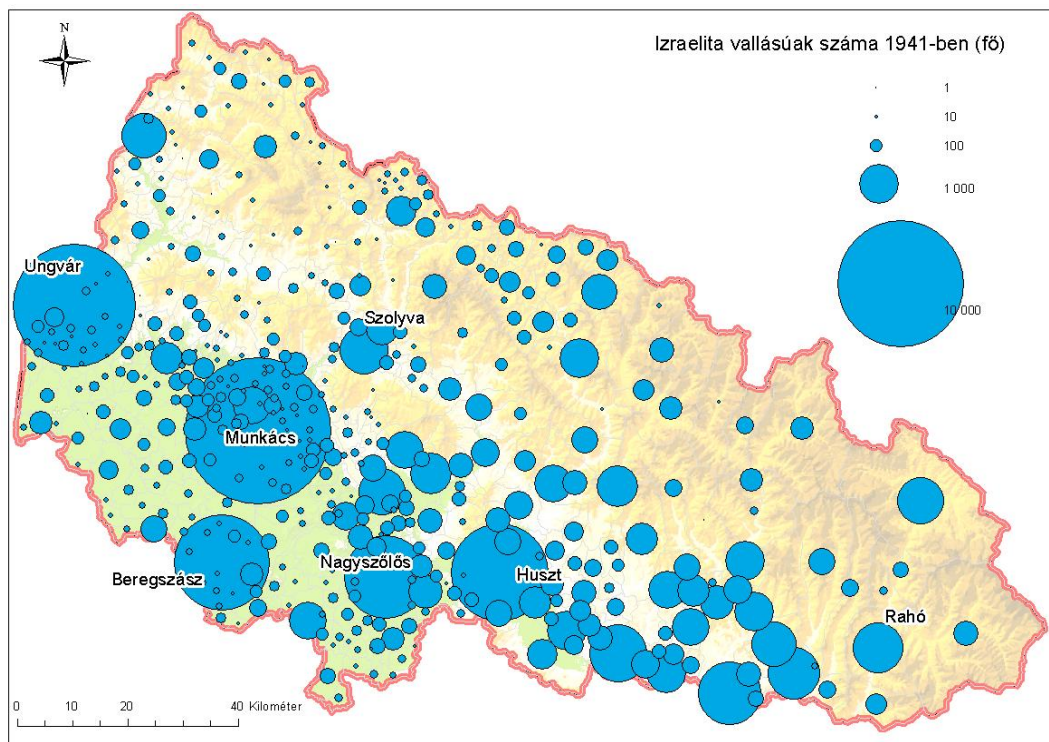 N
Izraelita vallásúak száma 1941-ben (fő)
1
10
100
1 000
10 000
Ungvár
Szolyva
Munkács
Beregszász
Nagyszőlős
Huszt
Rahó
0 10 20 40 Kilométer